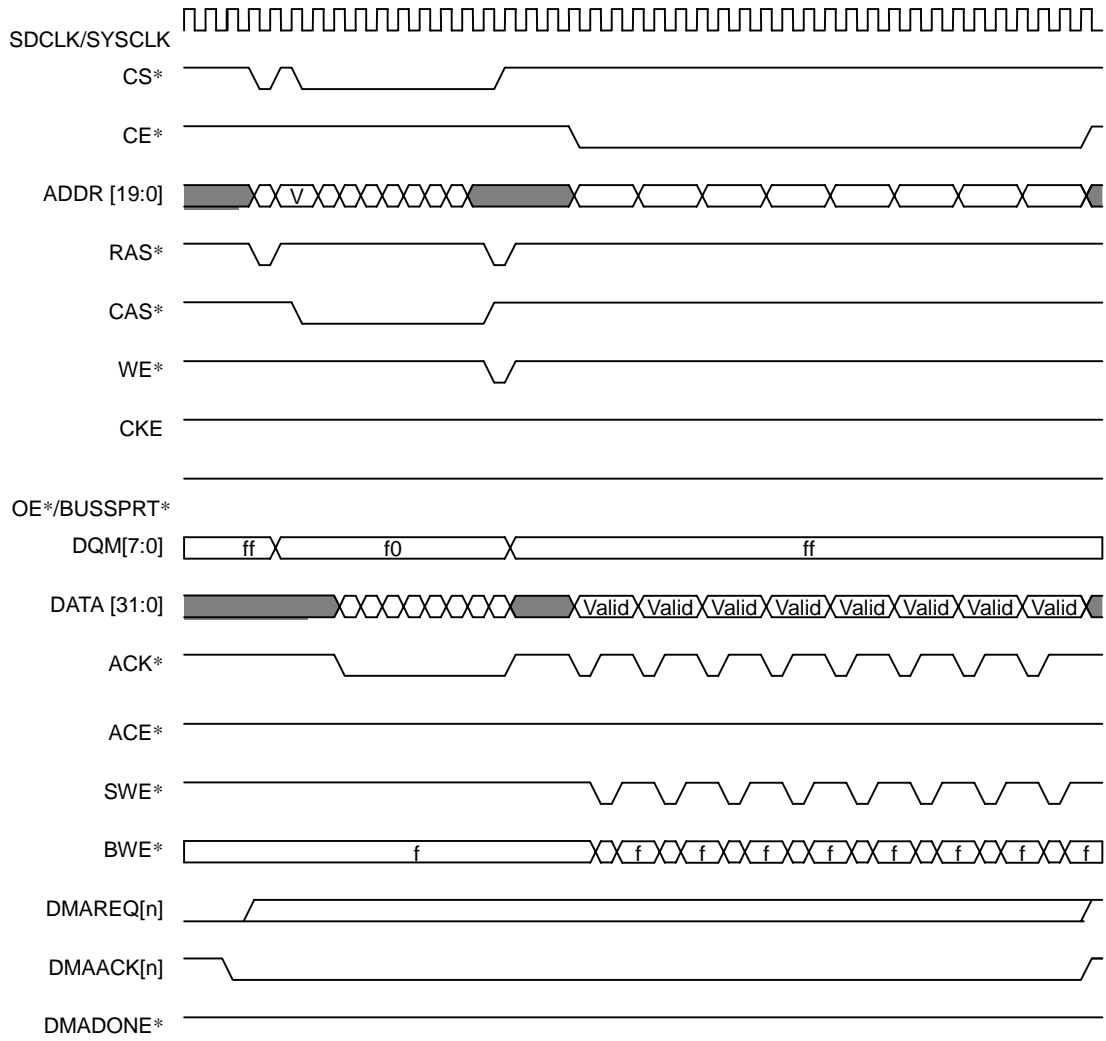 SDCLK/SYSCLK
CS*
CE*
ADDR [19:0] V
RAS*
CAS*
WE*
CKE
OE*/BUSSPRT*
DQM[7:0] ff f0 ff
DATA [31:0] Valid Valid Valid Valid Valid Valid Valid Valid
ACK*
ACE*
SWE*
BWE* f f f f f f f f f
DMAREQ[n]
DMAACK[n]
DMADONE*